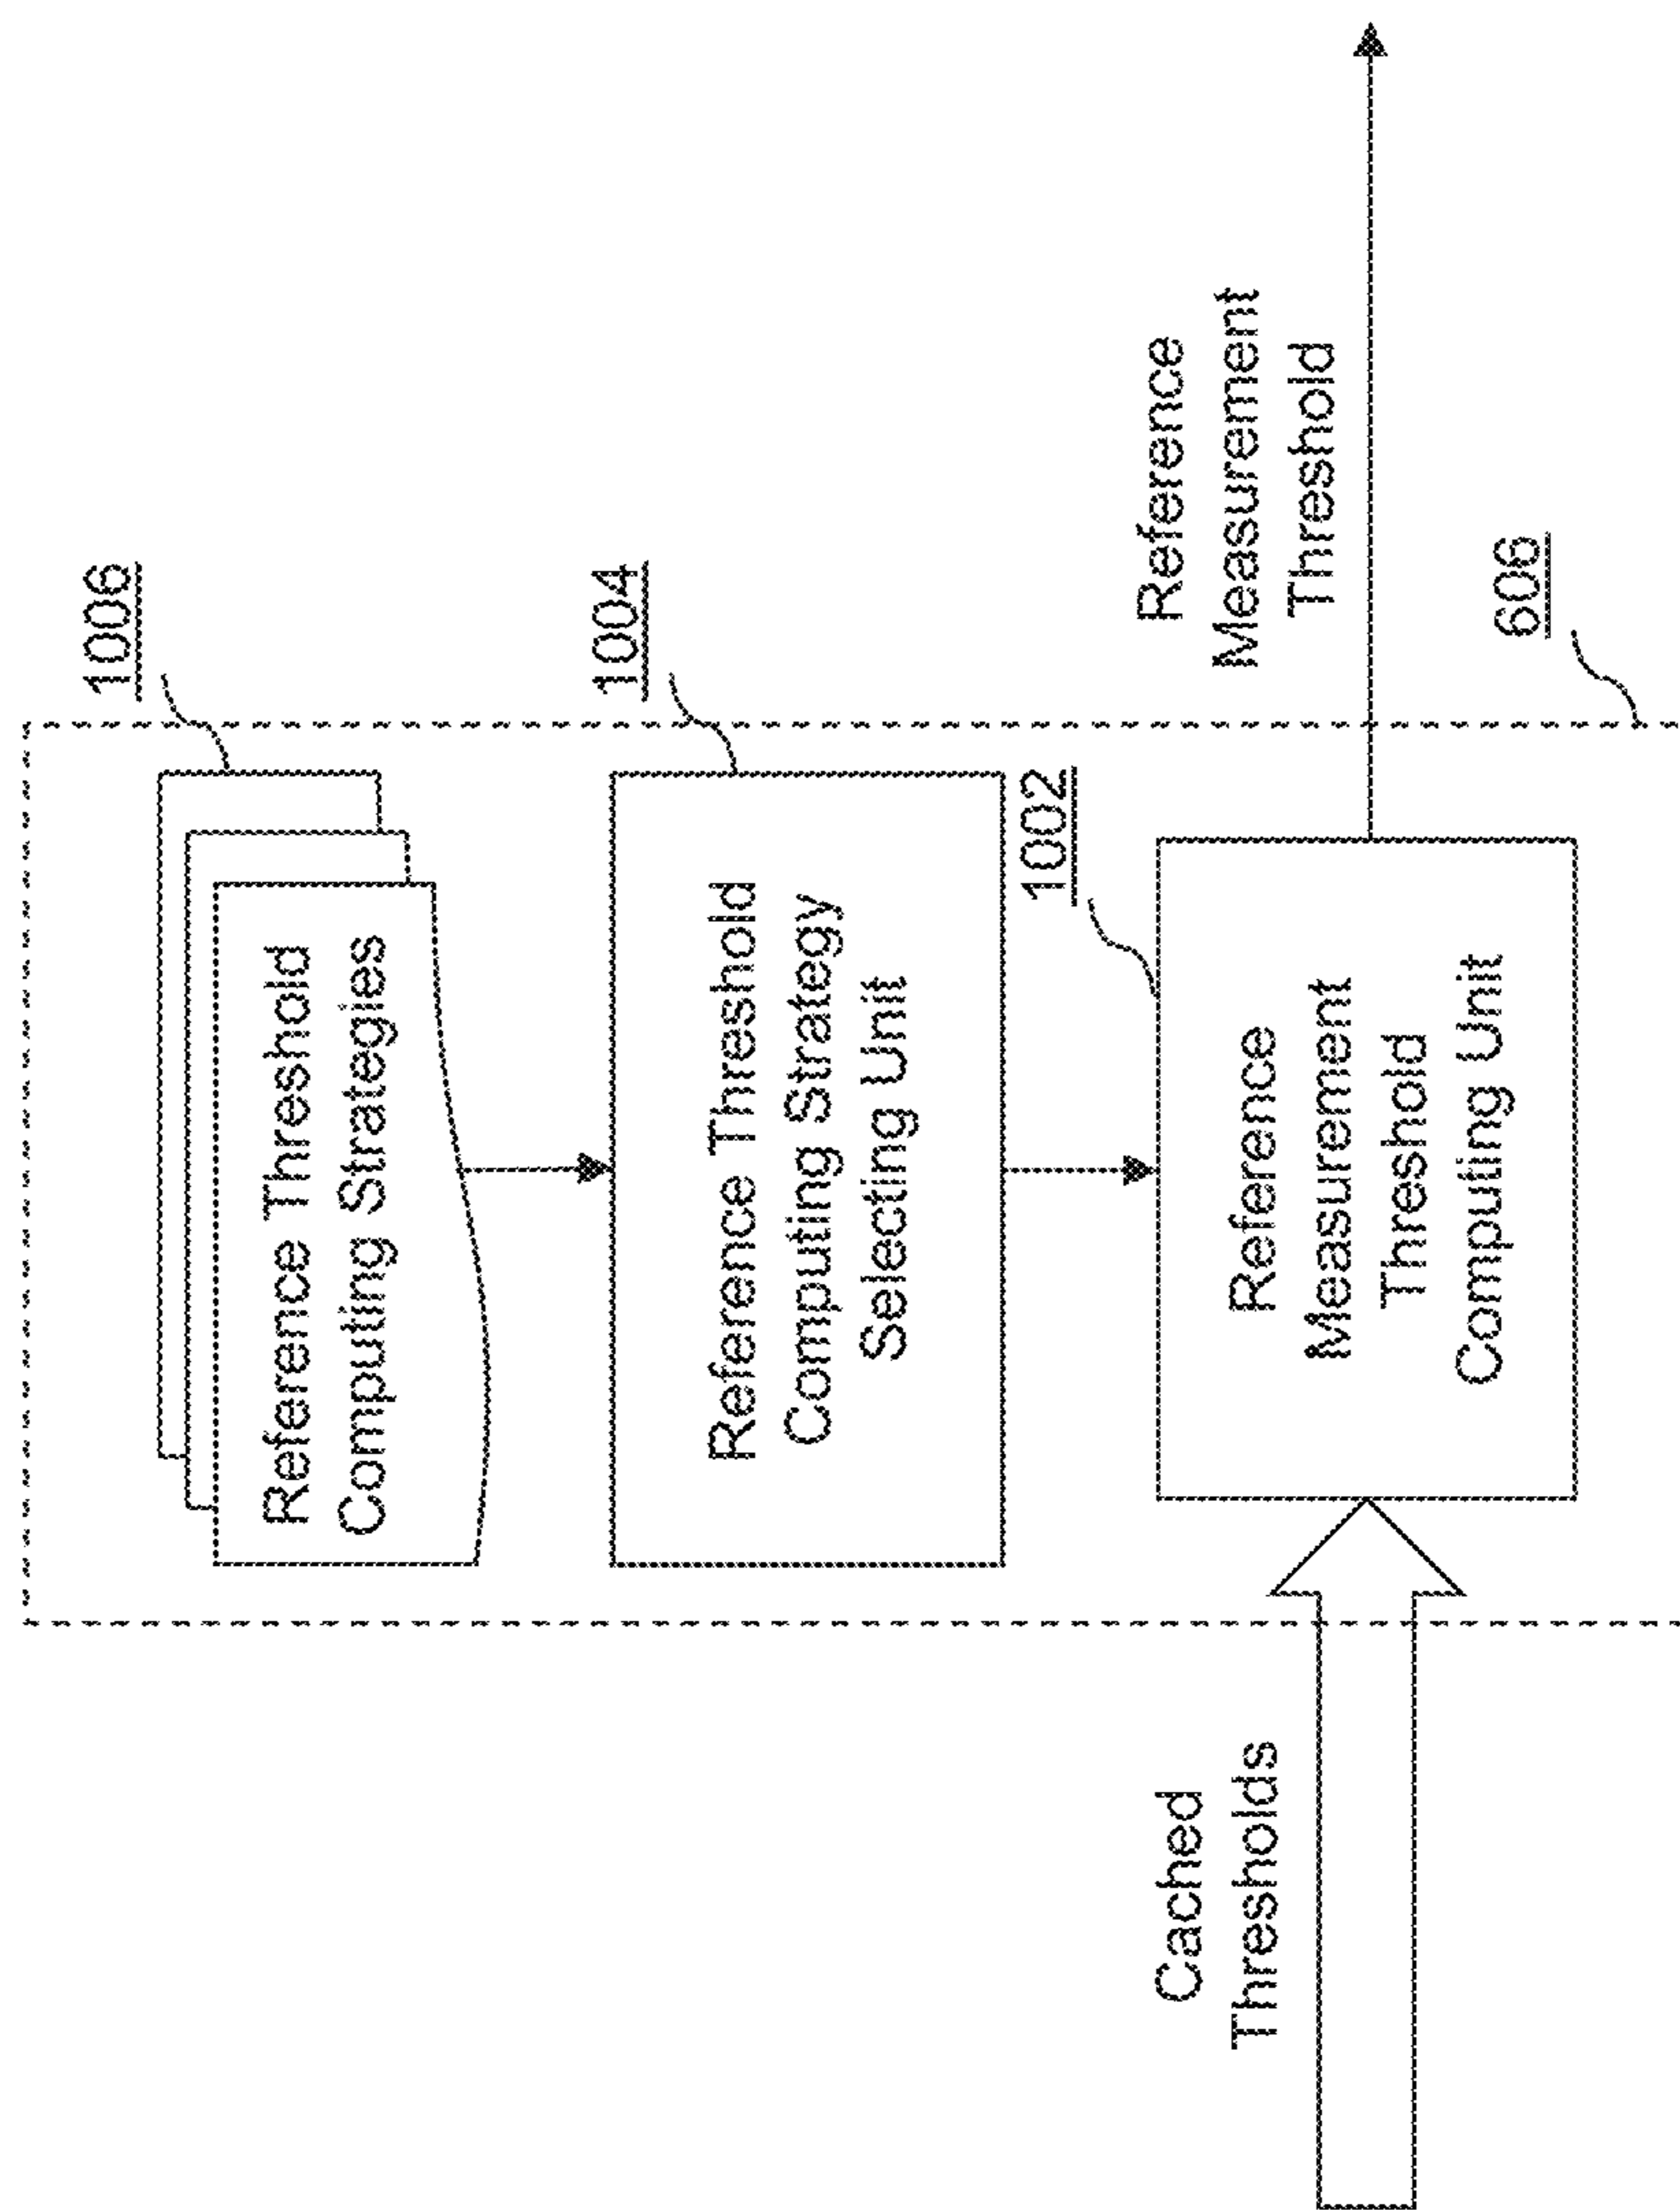 1006
Reference Threshold
Computing Strategies
1004
Reference Threshold
Computing Strategy
Selecting Unit
1002
Reference
Measurement
Threshold
Computing Unit
Cached
Thresholds
Reference
Measurement
Threshold
606